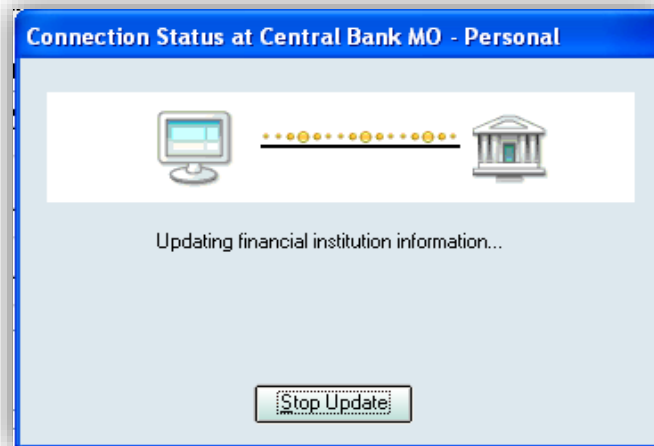 Connection Status at Central Bank MO - Personal
Updating financial institution information...
Stop Update